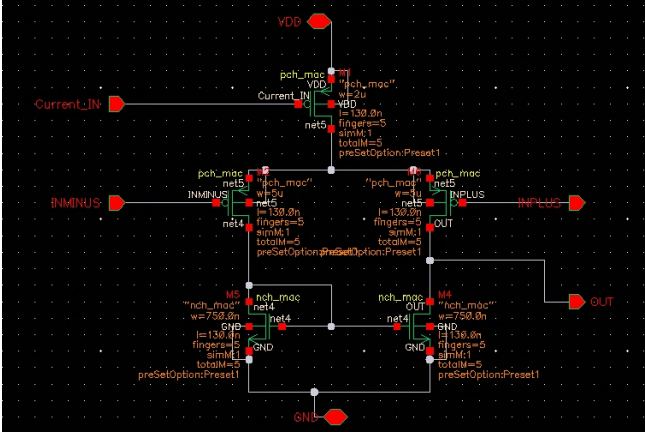 VDD
pch_mac
M1
VDD
"pch_mac"
w=2u
Current_IN
Current_IN
VDD
l=130.0n
fingers=5
net5
simM:1
totalM=5
preSetOption:Preset1
pch_mac
net5
"pch_mac"
INMINUS
INMINUS
w=5u
net5
l=130.0n
net4
fingers=5
simM:1
totalM=5
preSetOption:Preset1
pch_mac
net5
"pch_mac"
INPLUS
INPLUS
w=5u
net5
l=130.0n
OUT
fingers=5
simM:1
totalM=5
preSetOption:Preset1
OUT
M5
nch_mac
"nch_mac"
net4
w=750.0n
GND
net4
l=130.0n
fingers=5
GND
simM:1
totalM=5
preSetOption:Preset1
nch_mac
M4
OUT
"nch_mac"
w=750.0n
net4
GND
l=130.0n
fingers=5
GND
simM:1
totalM=5
preSetOption:Preset1
GND